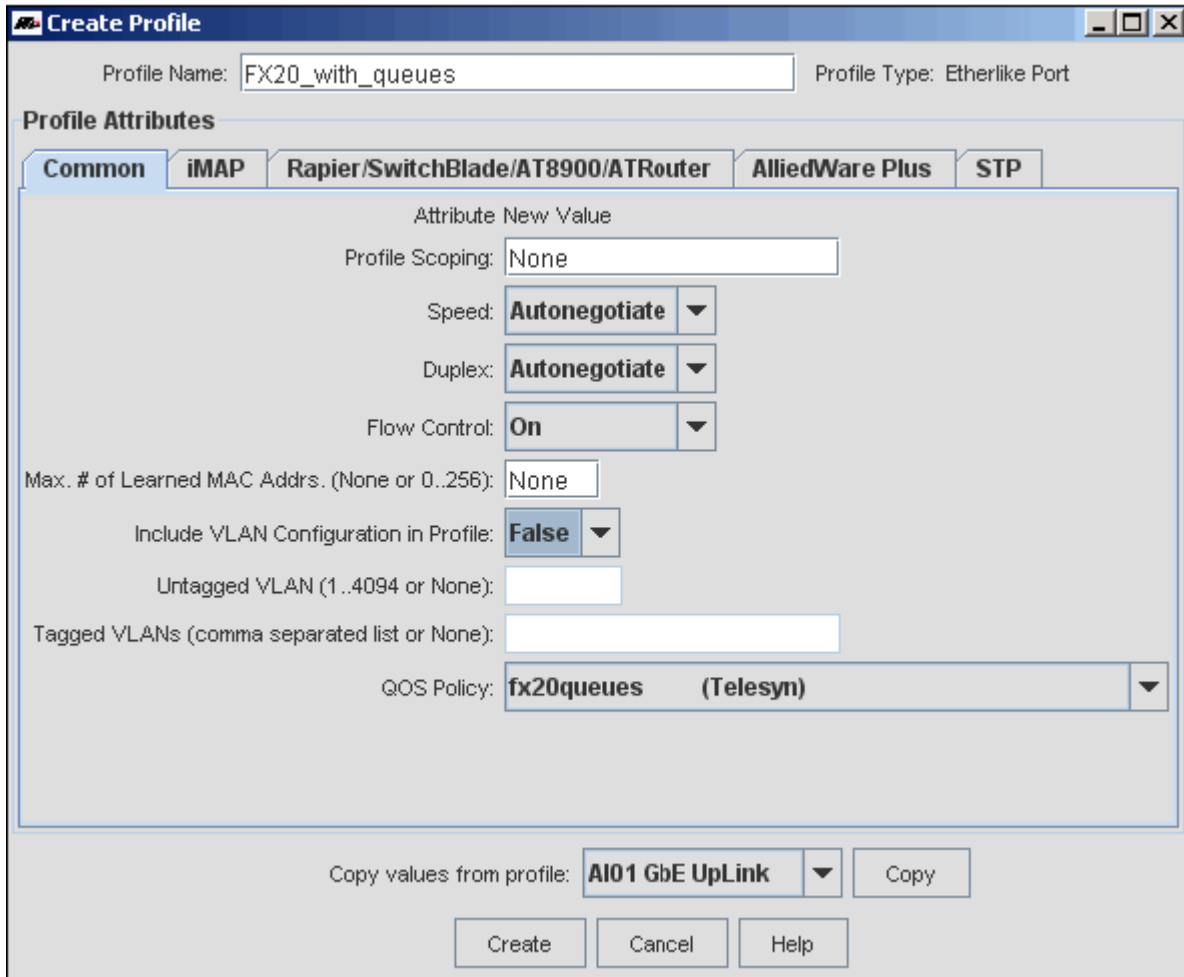 Create Profile
Profile Name: FX20_with_queues Profile Type: Etherlike Port
Profile Attributes
Common iMAP Rapier/SwitchBlade/AT8900/ATRouter AlliedWare Plus STP
Attribute New Value
Profile Scoping: None
Speed: Autonegotiate
Duplex: Autonegotiate
Flow Control: On
Max. # of Learned MAC Addrs. (None or 0..256): None
Include VLAN Configuration in Profile: False
Untagged VLAN (1..4094 or None):
Tagged VLANs (comma separated list or None):
QOS Policy: fx20queues (Telesyn)
Copy values from profile: AI01 GbE UpLink Copy
Create Cancel Help